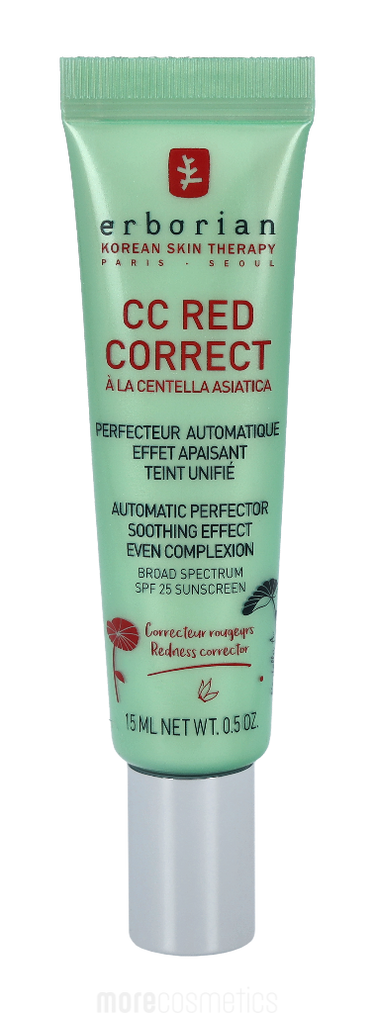 erborian
KOREAN SKIN THERAPY
PARIS · SEOUL
CC RED
CORRECT
À LA CENTELLA ASIATICA
PERFECTEUR AUTOMATIQUE
EFFET APAISANT
TEINT UNIFIÉ
AUTOMATIC PERFECTOR
SOOTHING EFFECT
EVEN COMPLEXION
BROAD SPECTRUM
SPF 25 SUNSCREEN
Correcteur rougeurs
Redness corrector
15 ML NET WT. 0.5 OZ.
morecosmetics